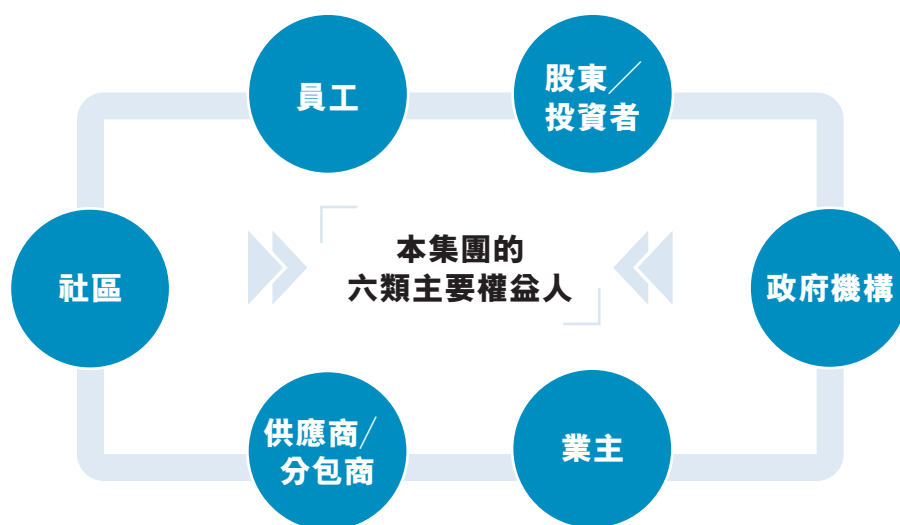 員工
股東／
投資者
本集團的
六類主要權益人
社區
政府機構
供應商／
分包商
業主